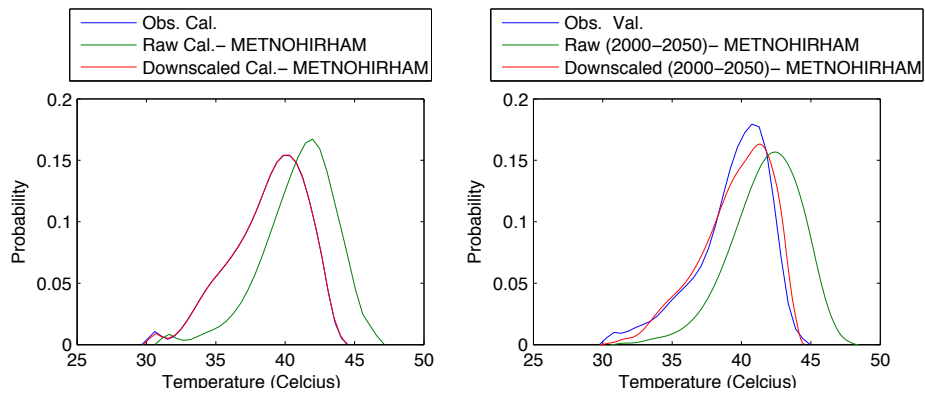 Obs. Cal.
Raw Cal.− METNOHIRHAM
Downscaled Cal.− METNOHIRHAM
0.2
0.15
0.1
0.05
0
Probability
25 30 35 40 45 50
Temperature (Celcius)
Obs. Val.
Raw (2000−2050)− METNOHIRHAM
Downscaled (2000−2050)− METNOHIRHAM
0.2
0.15
0.1
0.05
0
Probability
25 30 35 40 45 50
Temperature (Celcius)